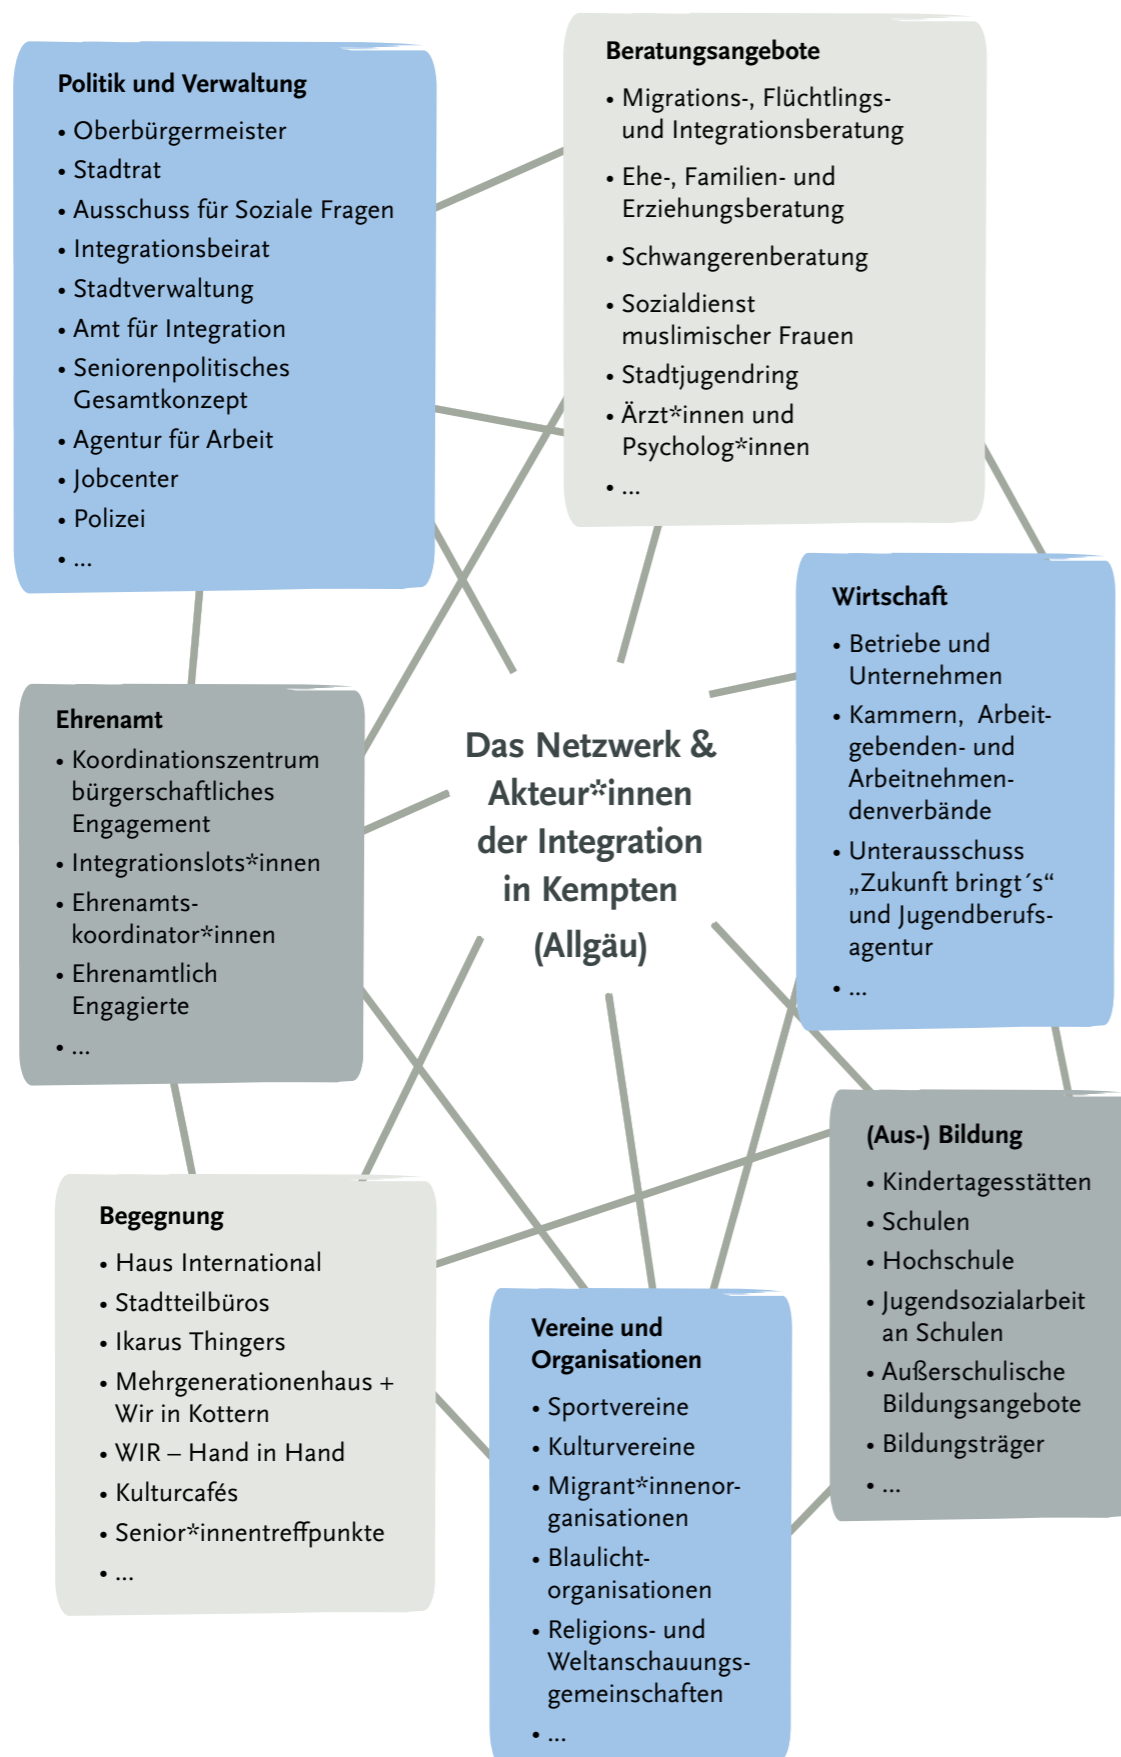 Politik und Verwaltung
• Oberbürgermeister
• Stadtrat
• Ausschuss für Soziale Fragen
• Integrationsbeirat
• Stadtverwaltung
• Amt für Integration
• Seniorenpolitisches
Gesamtkonzept
• Agentur für Arbeit
• Jobcenter
• Polizei
• ...
Beratungsangebote
• Migrations-, Flüchtlings-
und Integrationsberatung
• Ehe-, Familien- und
Erziehungsberatung
• Schwangerenberatung
• Sozialdienst
muslimischer Frauen
• Stadtjugendring
• Ärzt*innen und
Psycholog*innen
• ...
Wirtschaft
• Betriebe und
Unternehmen
• Kammern, Arbeit-
gebenden- und
Arbeitnehmen-
denverbände
• Unterausschuss
„Zukunft bringt´s“
und Jugendberufs-
agentur
• ...
Ehrenamt
• Koordinationszentrum
bürgerschaftliches
Engagement
• Integrationslots*innen
• Ehrenamts-
koordinator*innen
• Ehrenamtlich
Engagierte
• ...
Das Netzwerk &
Akteur*innen
der Integration
in Kempten
(Allgäu)
(Aus-) Bildung
• Kindertagesstätten
• Schulen
• Hochschule
• Jugendsozialarbeit
an Schulen
• Außerschulische
Bildungsangebote
• Bildungsträger
• ...
Begegnung
• Haus International
• Stadtteilbüros
• Ikarus Thingers
• Mehrgenerationenhaus +
Wir in Kottern
• WIR – Hand in Hand
• Kulturcafés
• Senior*innentreffpunkte
• ...
Vereine und
Organisationen
• Sportvereine
• Kulturvereine
• Migrant*innenor-
ganisationen
• Blaulicht-
organisationen
• Religions- und
Weltanschauungs-
gemeinschaften
• ...